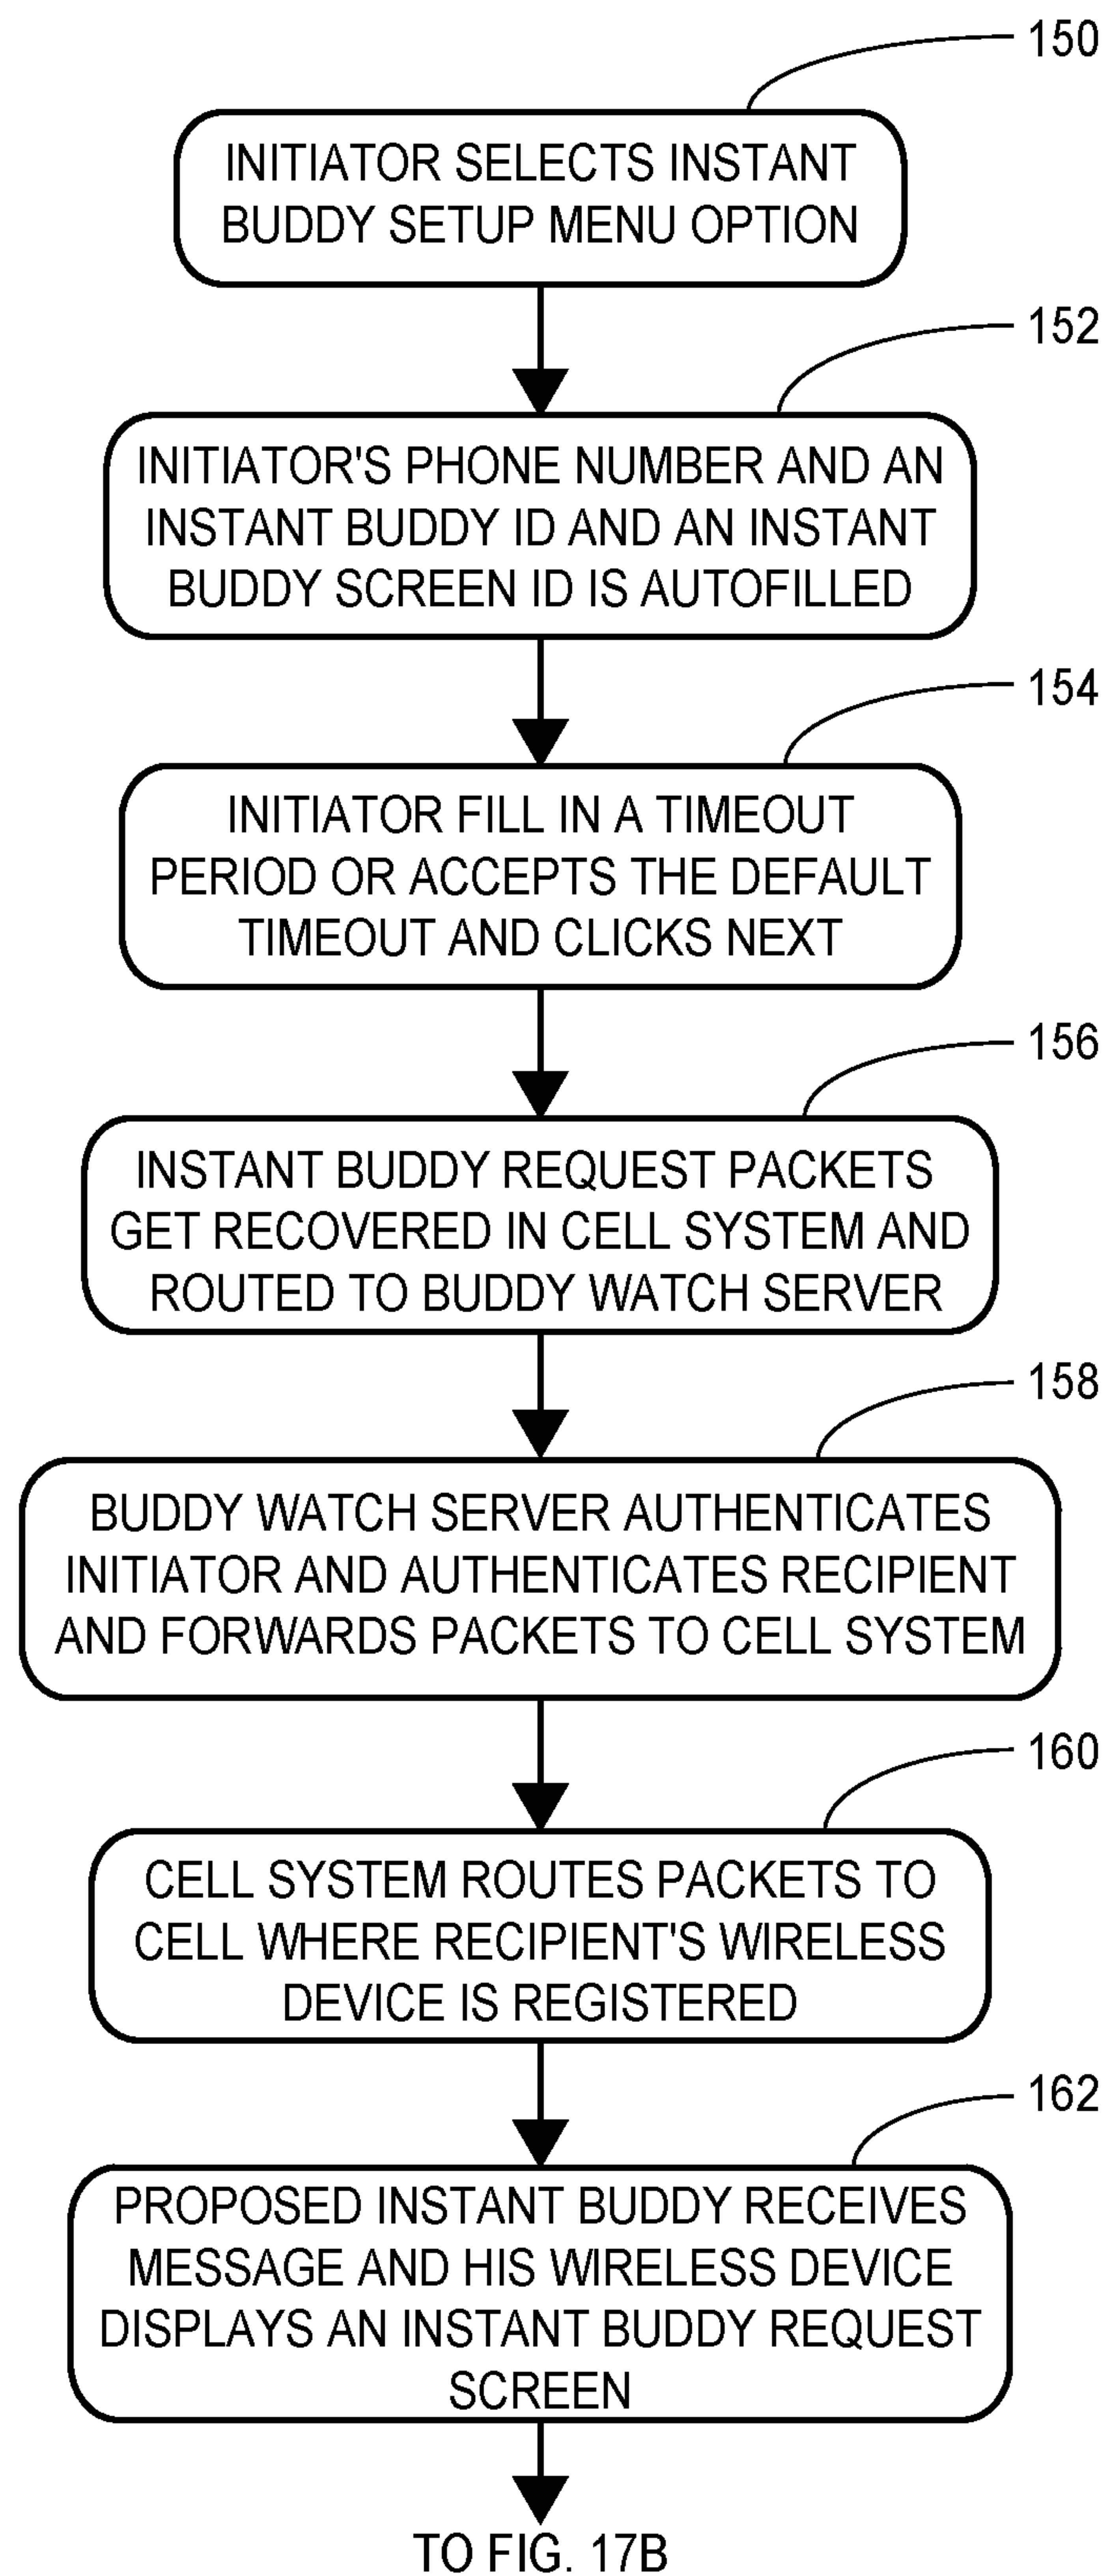 150
INITIATOR SELECTS INSTANT
BUDDY SETUP MENU OPTION
152
INITIATOR'S PHONE NUMBER AND AN
INSTANT BUDDY ID AND AN INSTANT
BUDDY SCREEN ID IS AUTOFILLED
154
INITIATOR FILL IN A TIMEOUT
PERIOD OR ACCEPTS THE DEFAULT
TIMEOUT AND CLICKS NEXT
156
INSTANT BUDDY REQUEST PACKETS
GET RECOVERED IN CELL SYSTEM AND
ROUTED TO BUDDY WATCH SERVER
158
BUDDY WATCH SERVER AUTHENTICATES
INITIATOR AND AUTHENTICATES RECIPIENT
AND FORWARDS PACKETS TO CELL SYSTEM
160
CELL SYSTEM ROUTES PACKETS TO
CELL WHERE RECIPIENT'S WIRELESS
DEVICE IS REGISTERED
162
PROPOSED INSTANT BUDDY RECEIVES
MESSAGE AND HIS WIRELESS DEVICE
DISPLAYS AN INSTANT BUDDY REQUEST
SCREEN
TO FIG. 17B